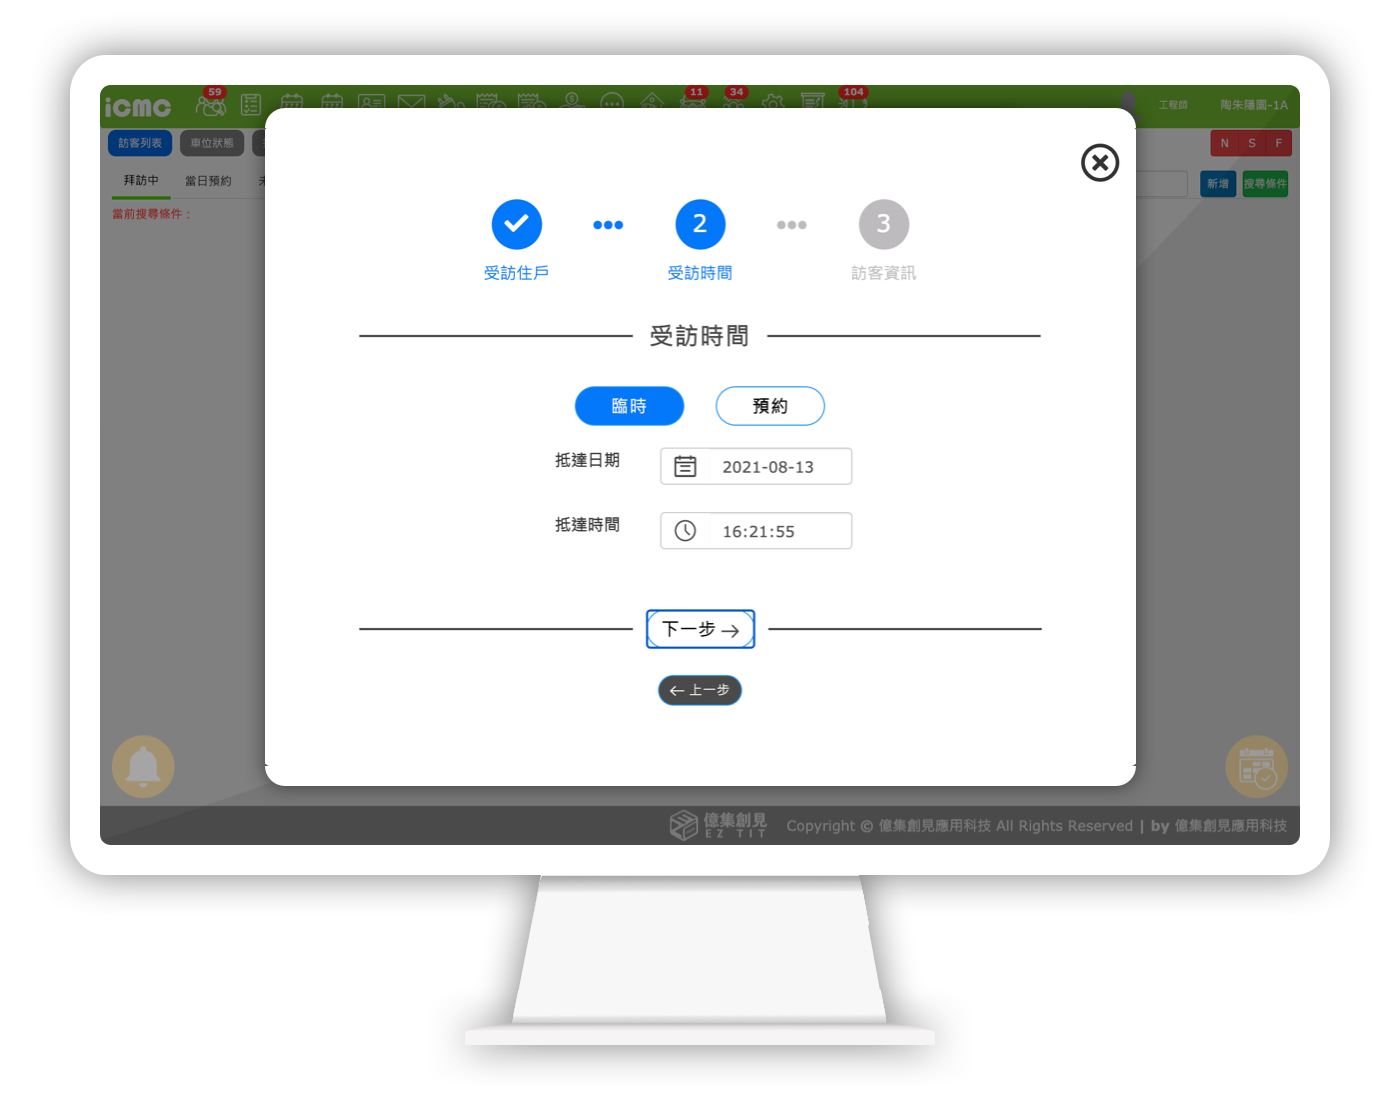 icmc 59 11 34 104 工程師 陶朱隱園-1A
訪客列表 車位狀態 N S F
拜訪中 當日預約 新增 搜尋條件
當前搜尋條件：
2 3
受訪住戶 受訪時間 訪客資訊
受訪時間
臨時 預約
抵達日期 2021-08-13
抵達時間 16:21:55
下一步 →
← 上一步
億集創見 EZ TIT Copyright © 億集創見應用科技 All Rights Reserved | by 億集創見應用科技